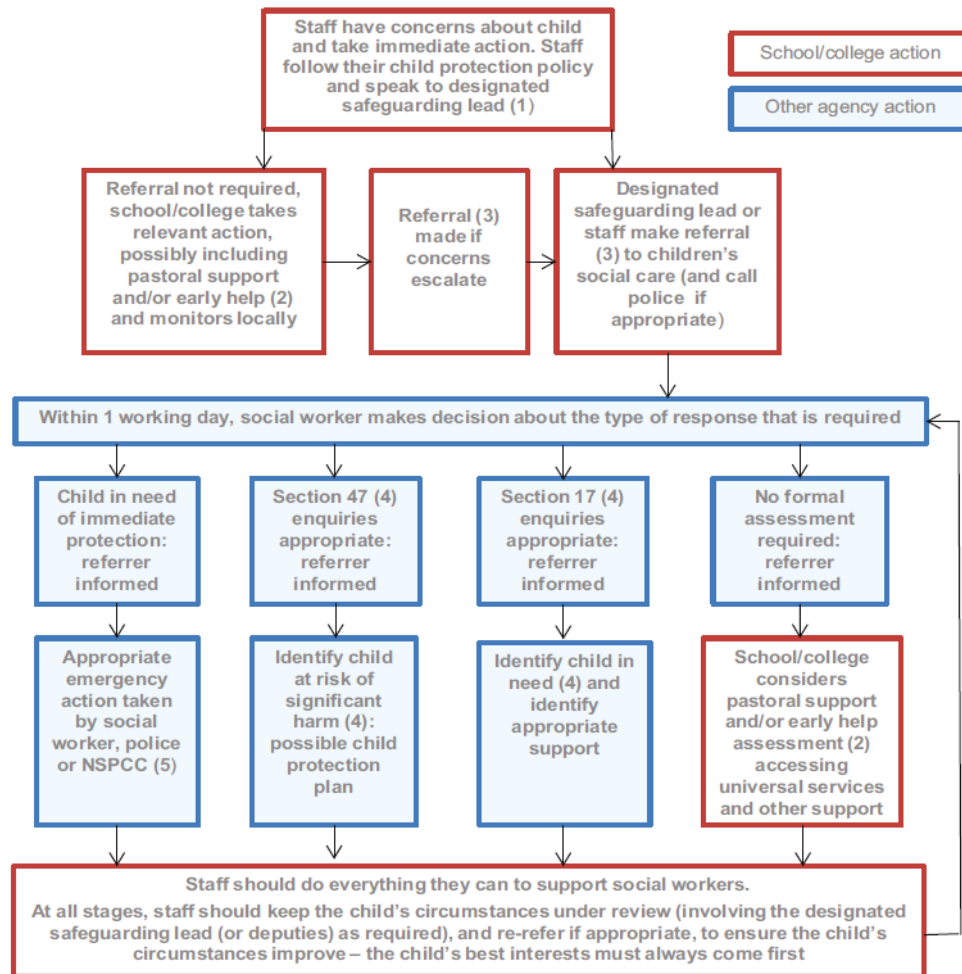 Staff have concerns about child
and take immediate action. Staff
follow their child protection policy
and speak to designated
safeguarding lead (1)
School/college action
Other agency action
Referral not required,
school/college takes
relevant action,
possibly including
pastoral support
and/or early help (2)
and monitors locally
Referral (3)
made if
concerns
escalate
Designated
safeguarding lead or
staff make referral
(3) to children’s
social care (and call
police if
appropriate)
Within 1 working day, social worker makes decision about the type of response that is required
Child in need
of immediate
protection:
referrer
informed
Section 47 (4)
enquiries
appropriate:
referrer
informed
Section 17 (4)
enquiries
appropriate:
referrer
informed
No formal
assessment
required:
referrer
informed
Appropriate
emergency
action taken
by social
worker, police
or NSPCC (5)
Identify child
at risk of
significant
harm (4):
possible child
protection
plan
Identify child in
need (4) and
identify
appropriate
support
School/college
considers
pastoral support
and/or early help
assessment (2)
accessing
universal services
and other support
Staff should do everything they can to support social workers.
At all stages, staff should keep the child’s circumstances under review (involving the designated
safeguarding lead (or deputies) as required), and re-refer if appropriate, to ensure the child’s
circumstances improve – the child’s best interests must always come first